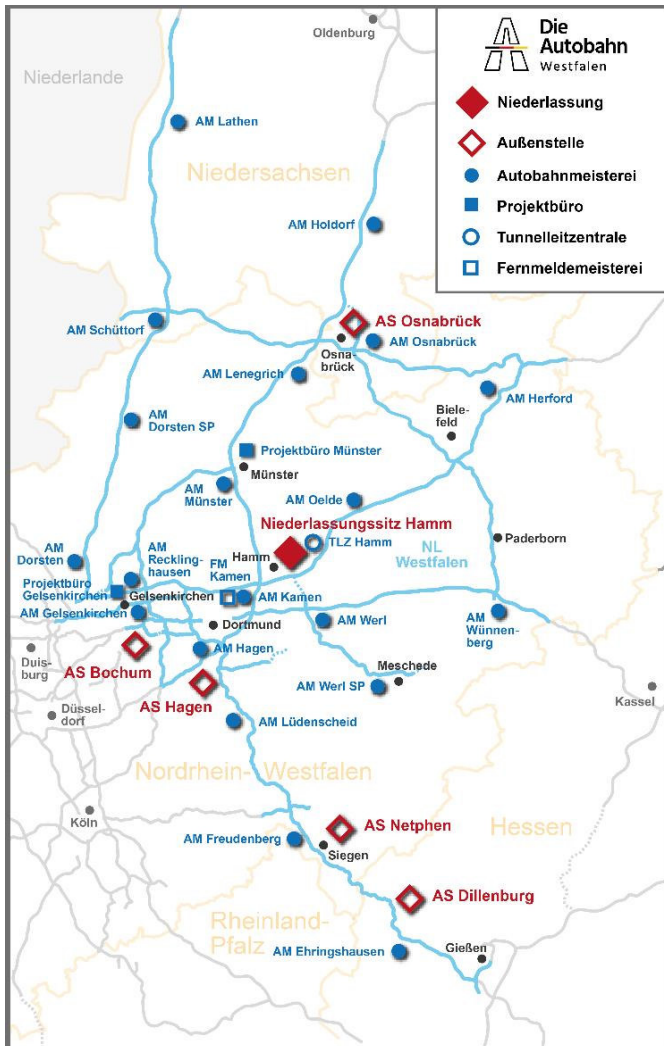 Oldenburg
Niederlande
Die
Autobahn
Westfalen
Niederlassung
Außenstelle
Autobahnmeisterei
Projektbüro
Tunnelleitzentrale
Fernmeldemeisterei
AM Lathen
Niedersachsen
AM Holdorf
AM Schüttorf
AS Osnabrück
AM Osnabrück
Osna-
brück
AM Lenegrich
AM Herford
AM
Dorsten SP
Biele-
feld
Projektbüro Münster
Münster
AM
Münster
AM Oelde
Niederlassungssitz Hamm
TLZ Hamm
Paderborn
NL
Westfalen
AM
Dorsten
AM
Reckling-
hausen
FM
Kamen
Hamm
Projektbüro
Gelsenkirchen
Gelsenkirchen
AM Kamen
AM Gelsenkirchen
Dortmund
AM Werl
AM
Wünnen-
berg
Duis-
burg
AS Bochum
AM Hagen
Meschede
AM Werl SP
Kassel
AS Hagen
Düssel-
dorf
AM Lüdenscheid
Nordrhein-Westfalen
Köln
Hessen
AS Netphen
AM Freudenberg
Siegen
AS Dillenburg
Rheinland-
Pfalz
AM Ehringshausen
Gießen